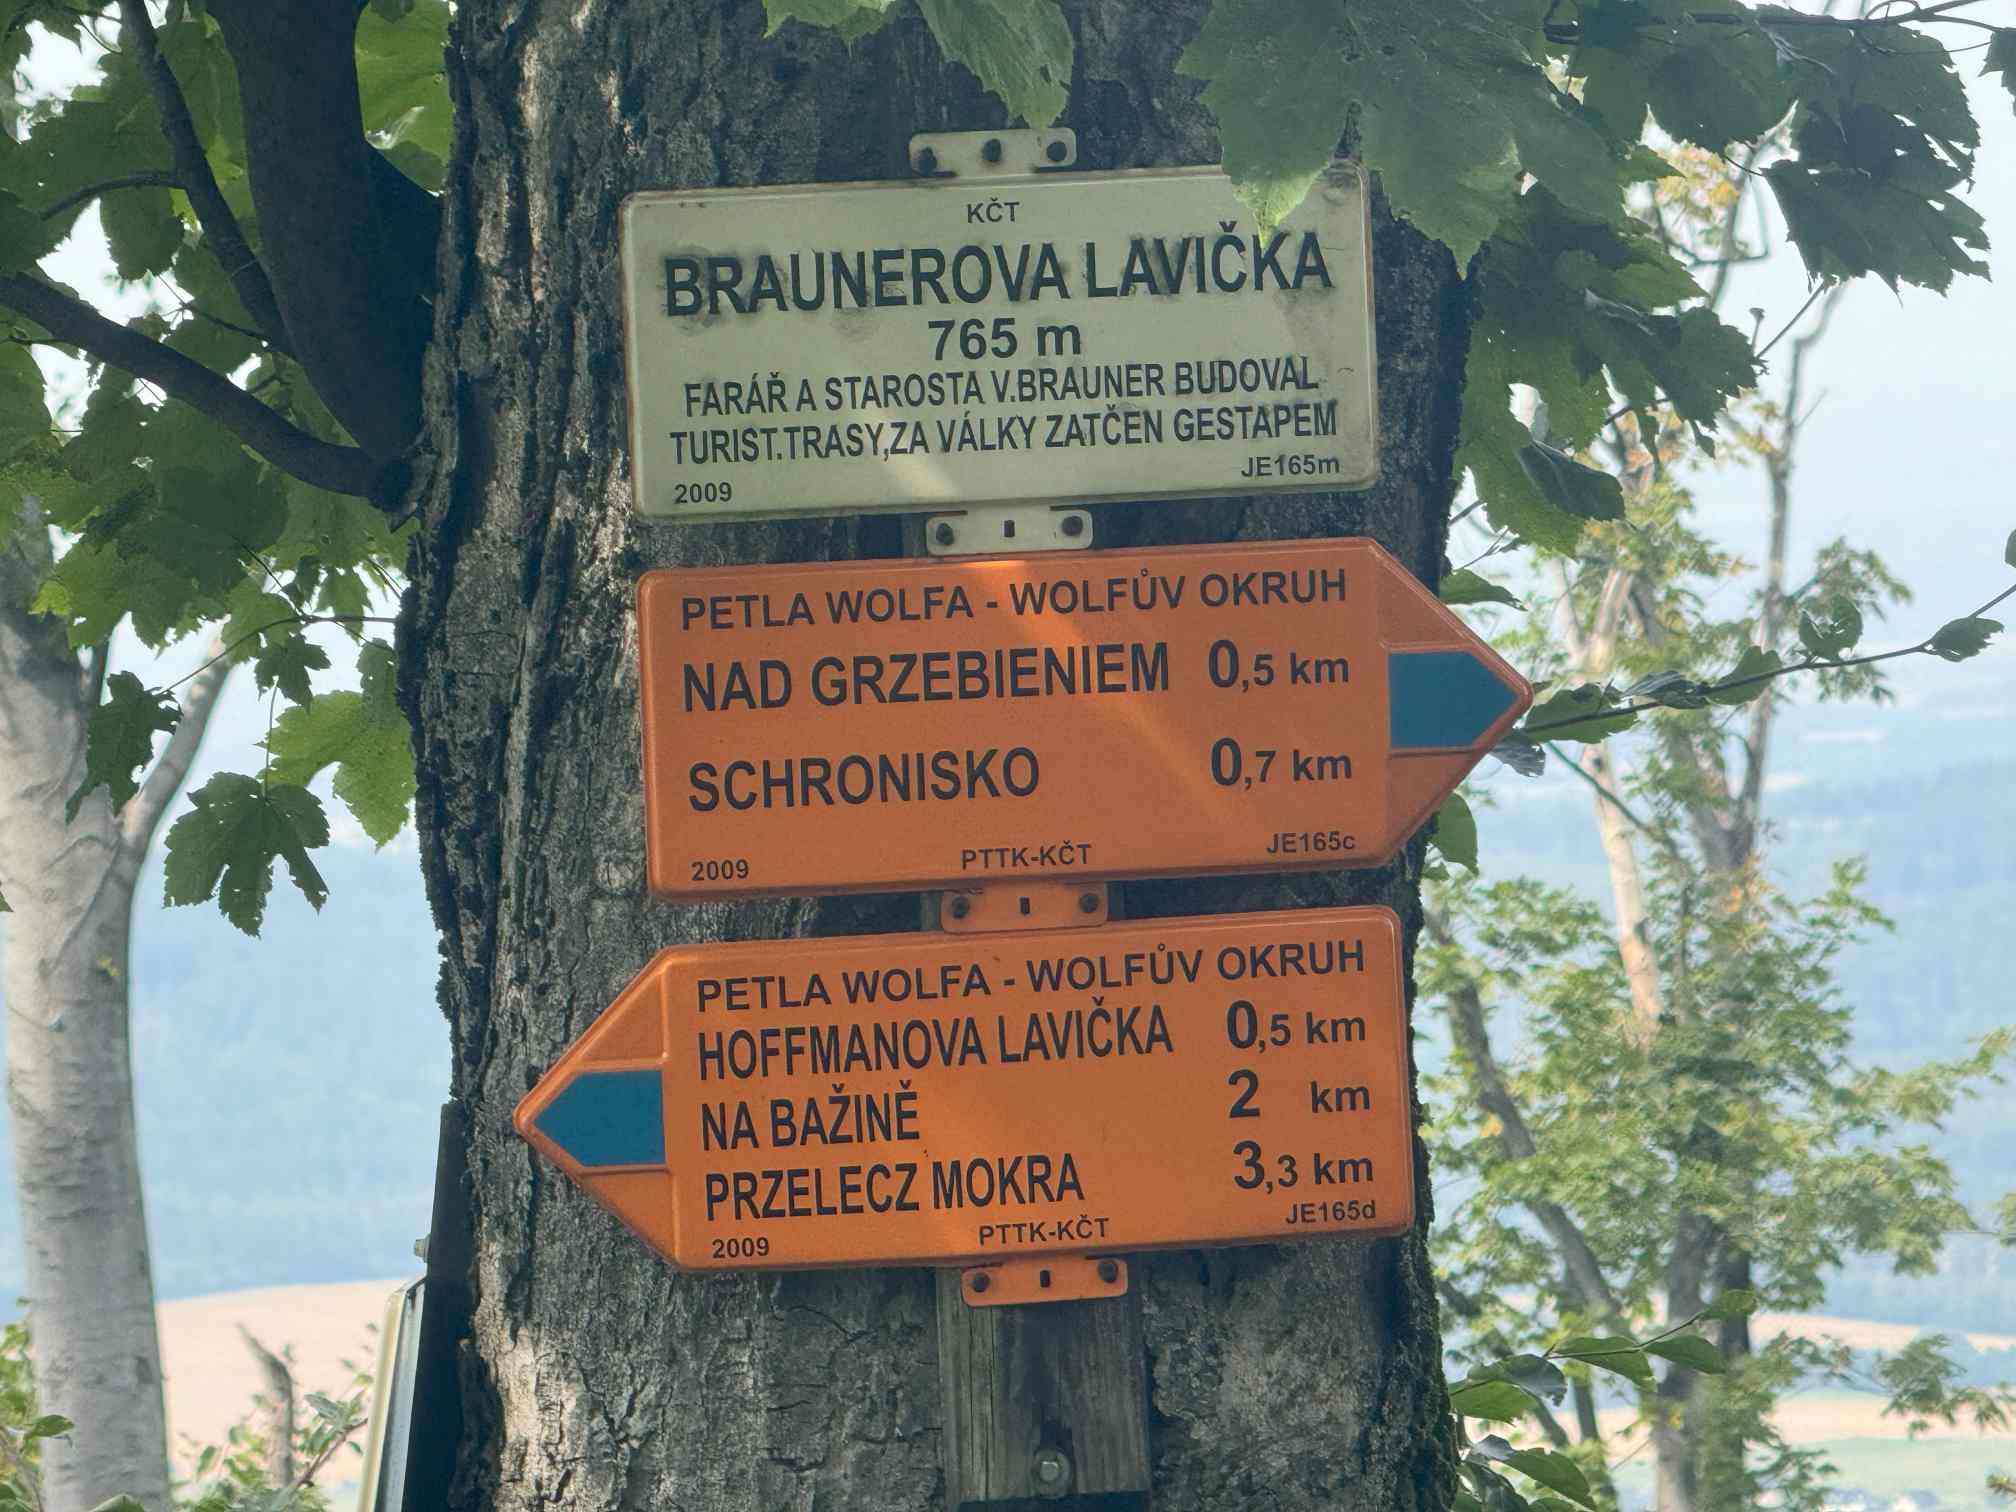 KČT
BRAUNEROVA LAVIČKA
765 m
FARÁŘ A STAROSTA V.BRAUNER BUDOVAL
TURIST.TRASY,ZA VÁLKY ZATČEN GESTAPEM
2009 JE165m
PETLA WOLFA - WOLFŮV OKRUH
NAD GRZEBIENIEM 0,5 km
SCHRONISKO 0,7 km
2009 PTTK-KČT JE165c
PETLA WOLFA - WOLFŮV OKRUH
HOFFMANOVA LAVIČKA 0,5 km
NA BAŽINĚ 2 km
PRZELECZ MOKRA 3,3 km
2009 PTTK-KČT JE165d